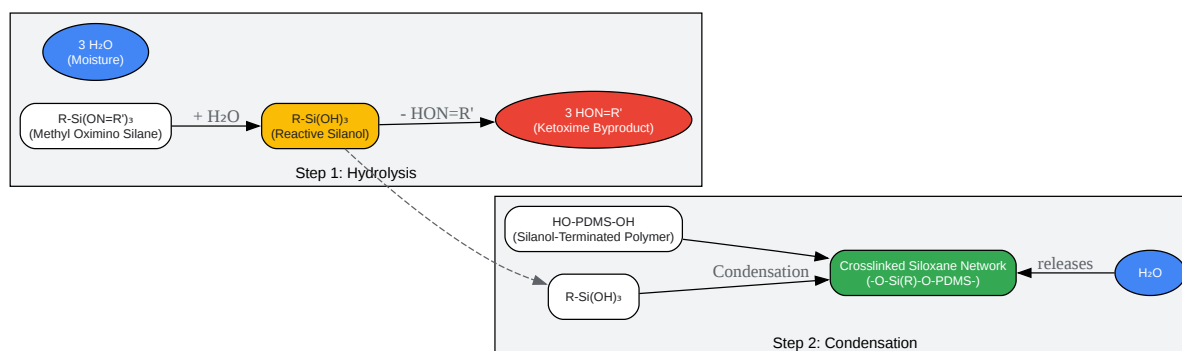 3 H₂O
(Moisture)
R-Si(ON=R')₃
(Methyl Oximino Silane)
+ H₂O
R-Si(OH)₃
(Reactive Silanol)
- HON=R'
3 HON=R'
(Ketoxime Byproduct)
Step 1: Hydrolysis
HO-PDMS-OH
(Silanol-Terminated Polymer)
R-Si(OH)₃
Condensation
Crosslinked Siloxane Network
(-O-Si(R)-O-PDMS-)
releases
H₂O
Step 2: Condensation